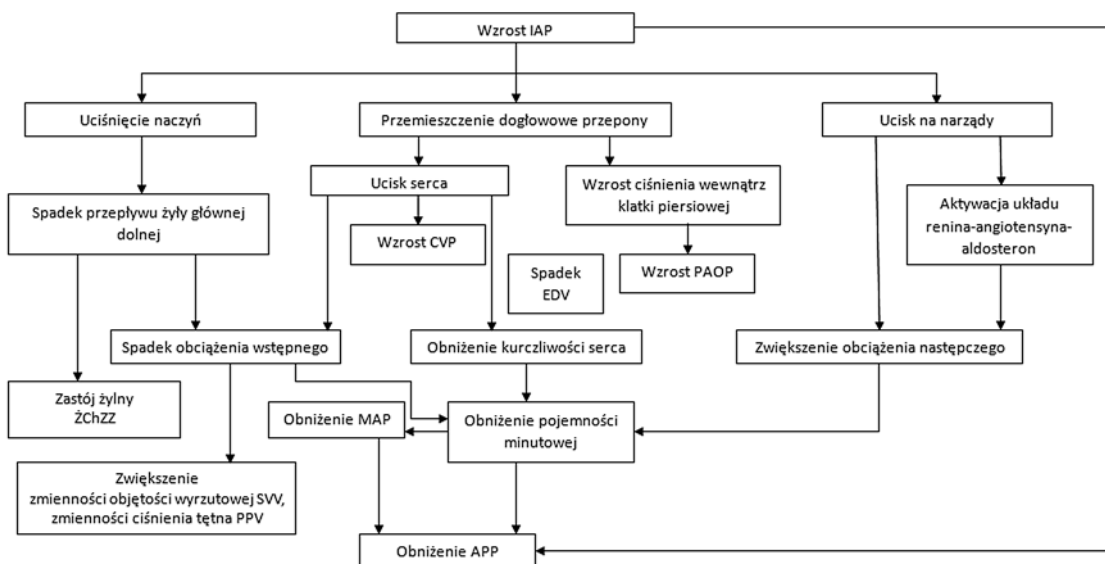 Wzrost IAP
Uciśnięcie naczyń
Przemieszczenie dogłowowe przepony
Ucisk na narządy
Ucisk serca
Wzrost ciśnienia wewnątrz
klatki piersiowej
Aktywacja układu
renina-angiotensyna-
aldosteron
Spadek przepływu żyły głównej
dolnej
Wzrost CVP
Spadek
EDV
Wzrost PAOP
Spadek obciążenia wstępnego
Obniżenie kurczliwości serca
Zwiększenie obciążenia następczego
Zastój żylny
ŻChZZ
Obniżenie MAP
Obniżenie pojemności
minutowej
Zwiększenie
zmienności objętości wyrzutowej SVV,
zmienności ciśnienia tętna PPV
Obniżenie APP